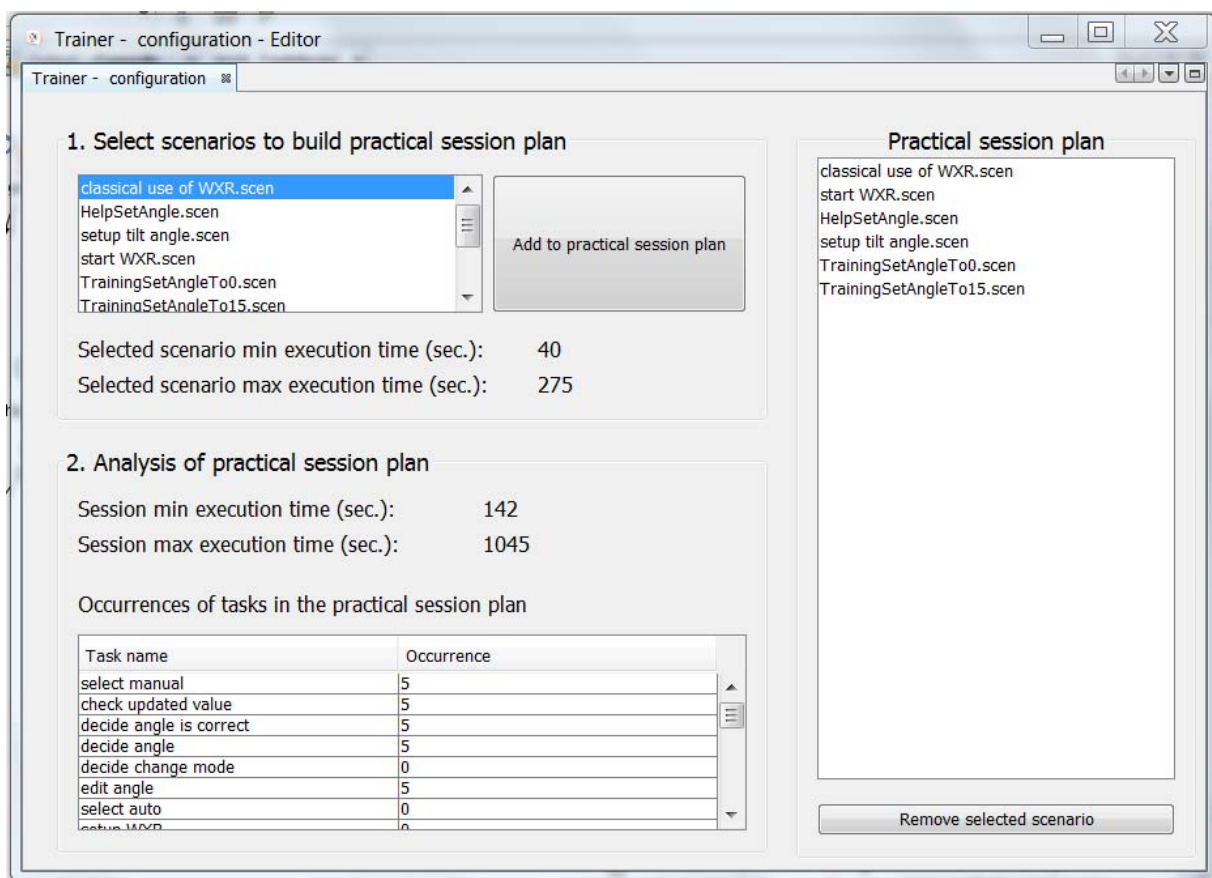 Trainer - configuration - Editor
Trainer - configuration
1. Select scenarios to build practical session plan
classical use of WXR.scen
HelpSetAngle.scen
setup tilt angle.scen
start WXR.scen
TrainingSetAngleTo0.scen
TrainingSetAngleTo15.scen
Add to practical session plan
Selected scenario min execution time (sec.): 40
Selected scenario max execution time (sec.): 275
2. Analysis of practical session plan
Session min execution time (sec.): 142
Session max execution time (sec.): 1045
Occurrences of tasks in the practical session plan
Task name Occurrence
select manual 5
check updated value 5
decide angle is correct 5
decide angle 5
decide change mode 0
edit angle 5
select auto 0
setup WXR 0
Practical session plan
classical use of WXR.scen
start WXR.scen
HelpSetAngle.scen
setup tilt angle.scen
TrainingSetAngleTo0.scen
TrainingSetAngleTo15.scen
Remove selected scenario